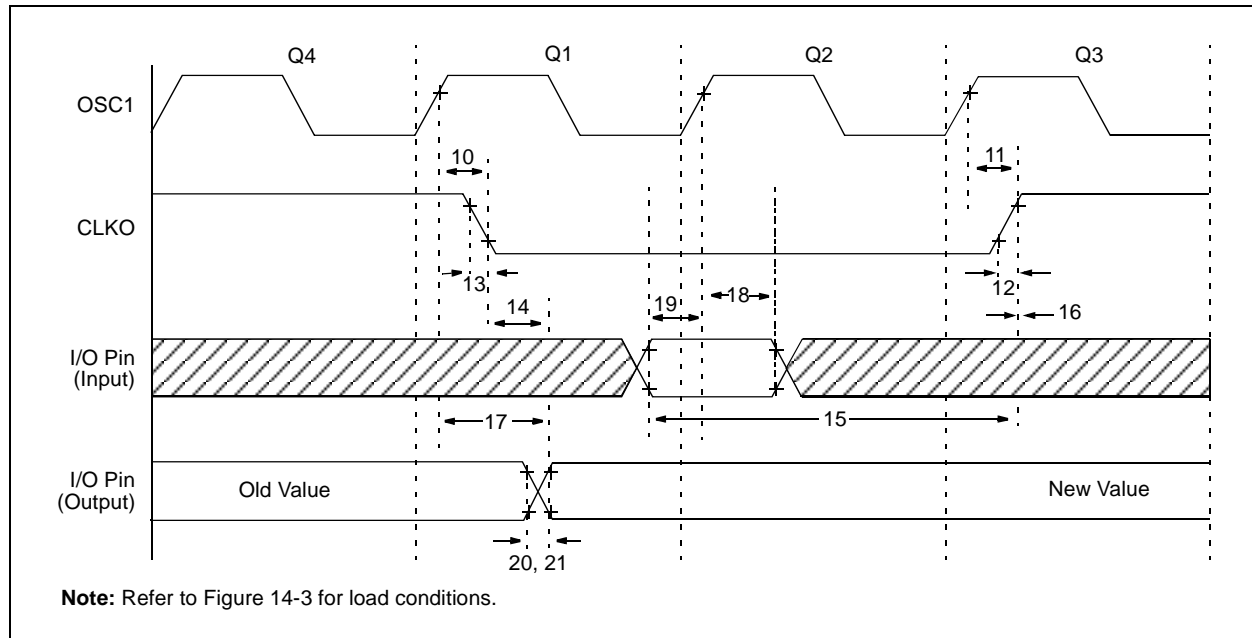 Q4 Q1 Q2 Q3
OSC1
10 11
CLKO
13 12
14 19 18 16
I/O Pin
(Input)
17 15
I/O Pin
(Output)
Old Value New Value
20, 21
Note: Refer to Figure 14-3 for load conditions.